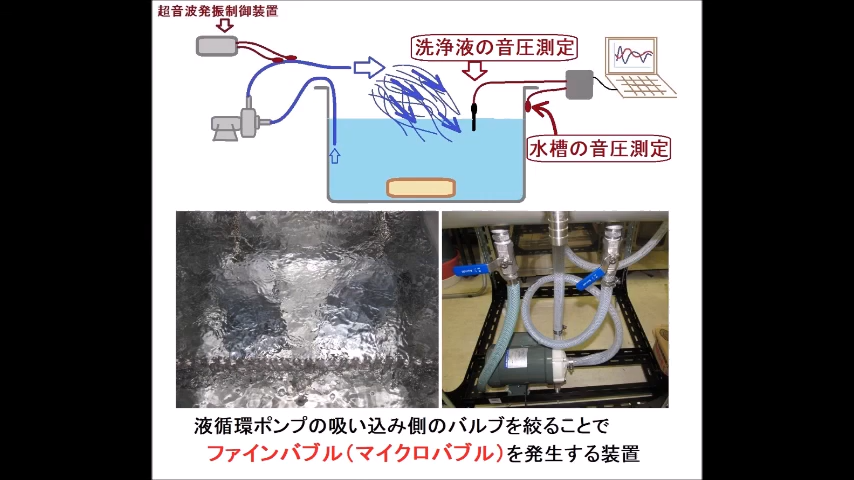 超音波発振制御装置
洗浄液の音圧測定
水槽の音圧測定
液循環ポンプの吸い込み側のバルブを絞ることで
ファインバブル(マイクロバブル)を発生する装置